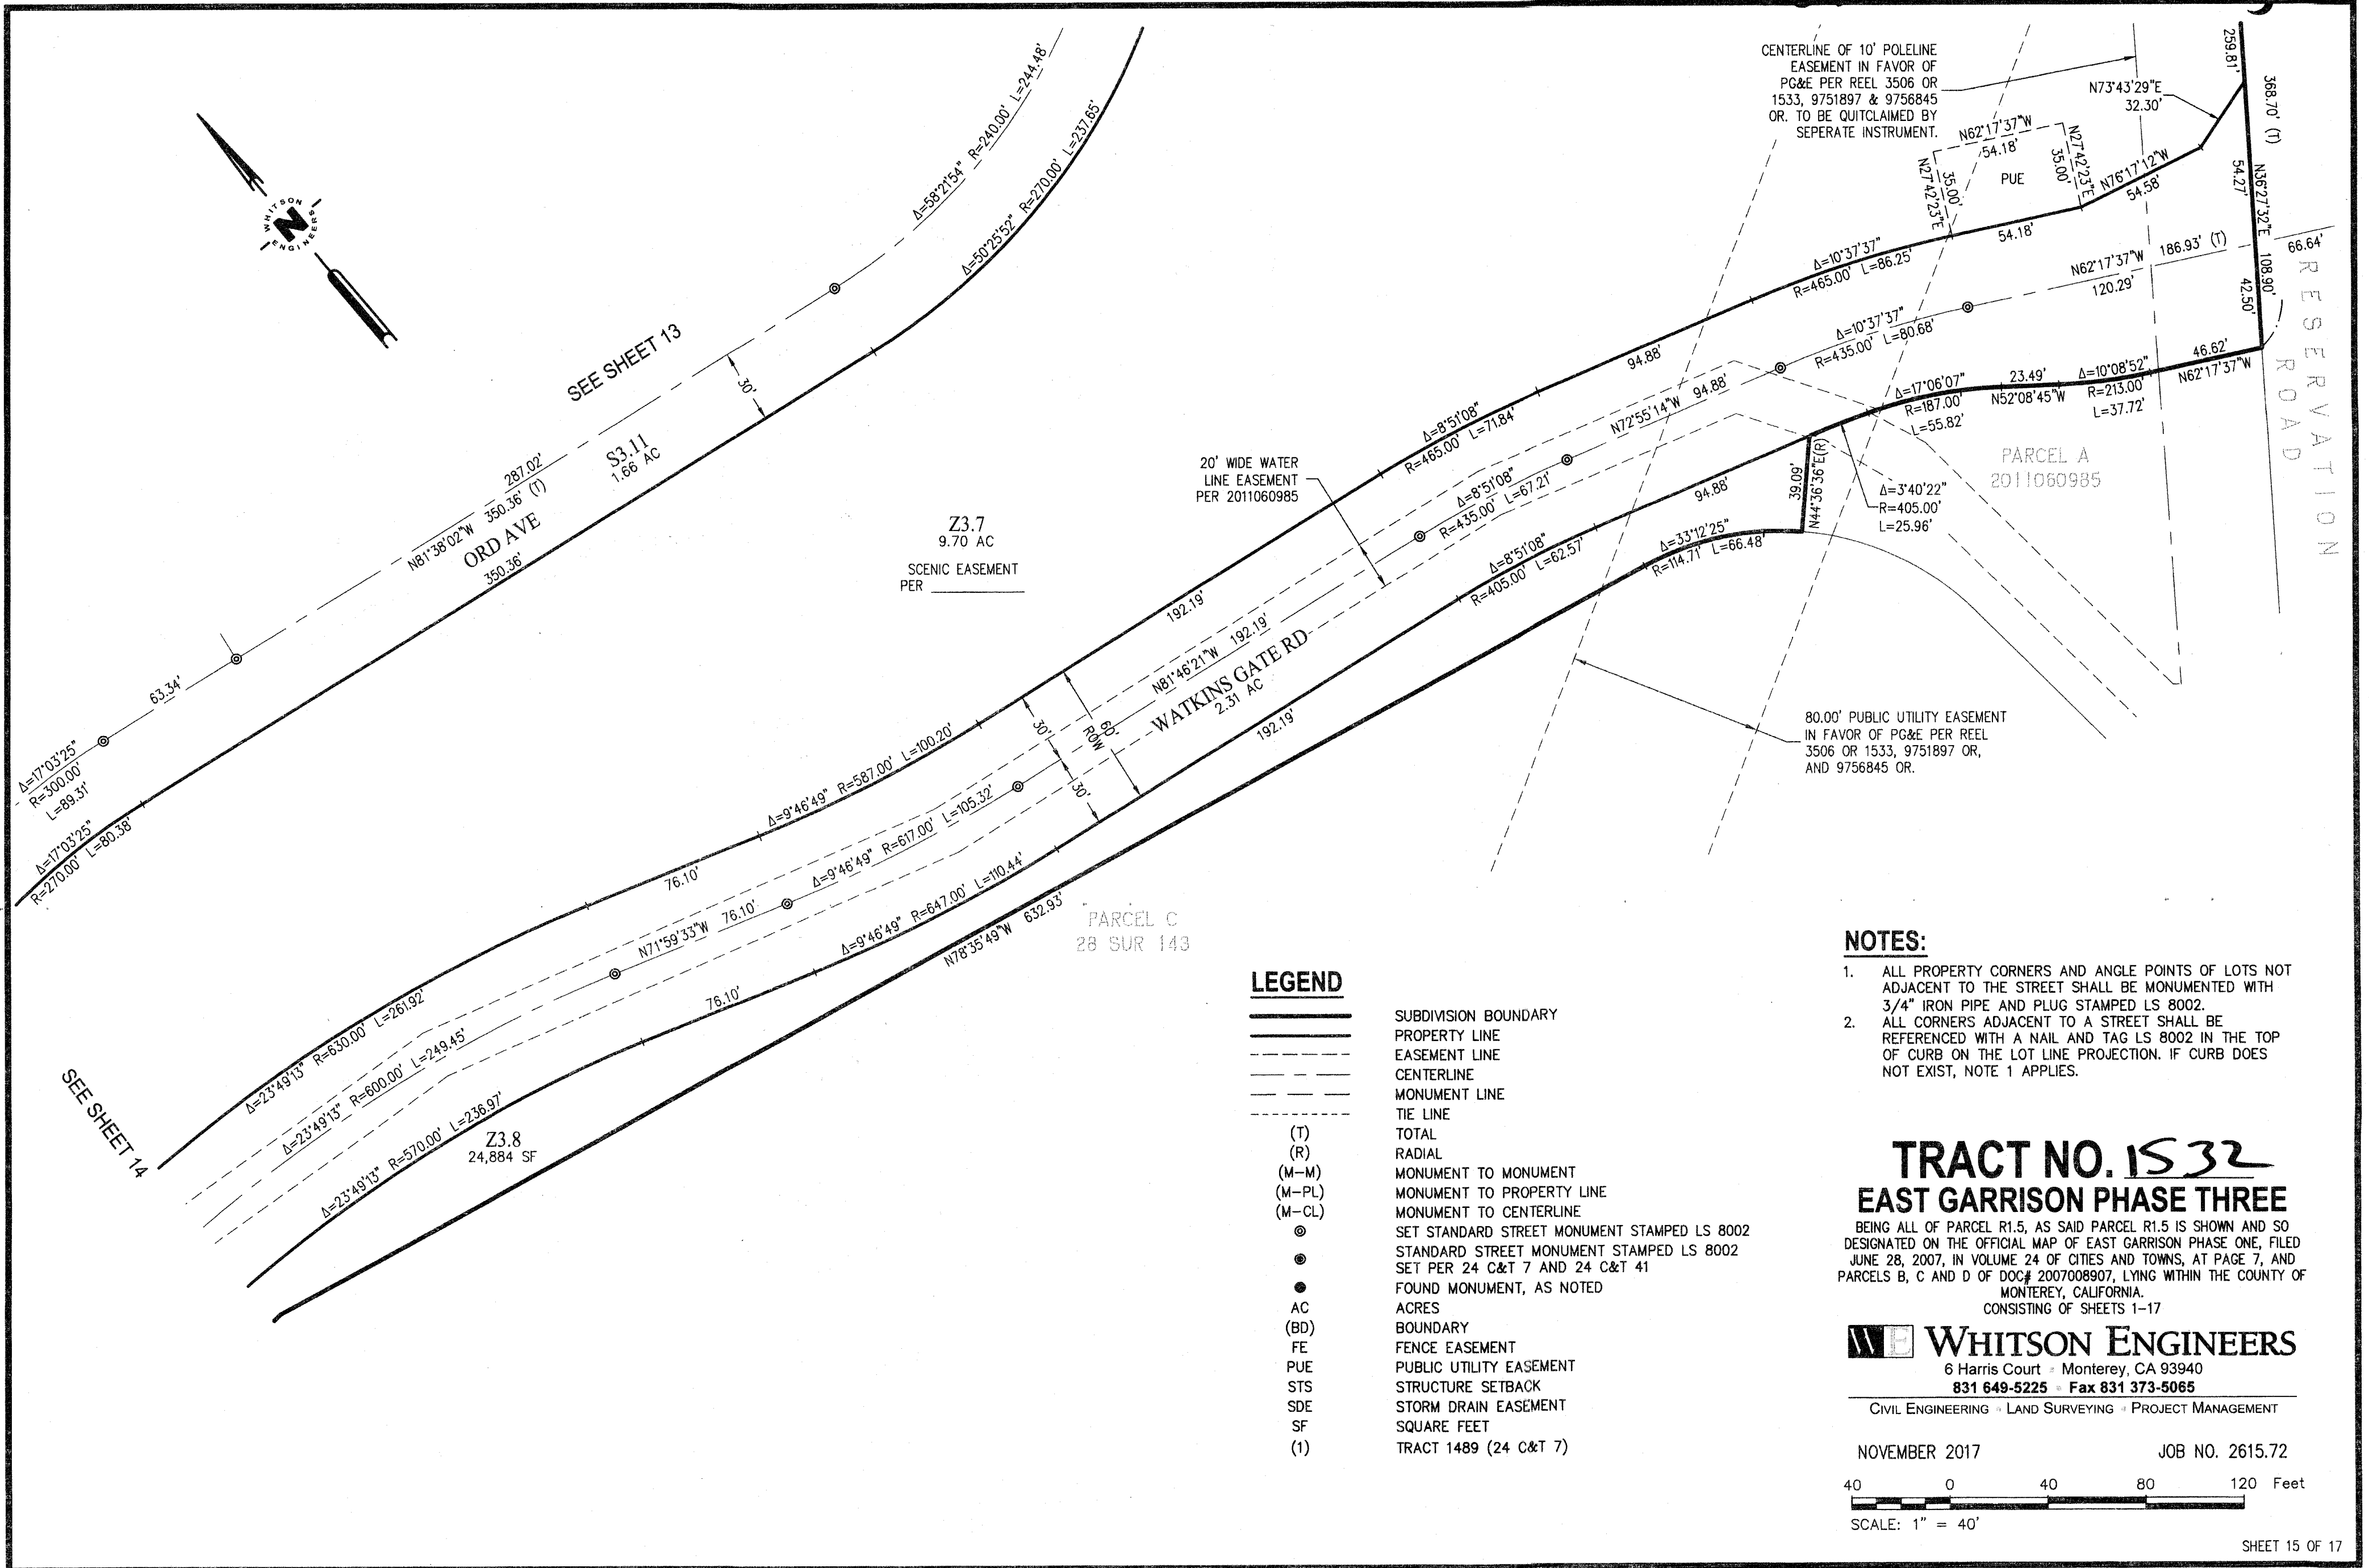 Δ=58°21'54" R=240.00' L=244.48'
Δ=50°25'52" R=270.00' L=237.65'
WHITSON
N
ENGINEERS
SEE SHEET 13
30'
287.02'
N81°38'02"W 350.36' (T)
S3.11
1.66 AC
ORD AVE
350.36'
63.34'
Δ=17°03'25"
R=300.00'
L=89.31'
Δ=17°03'25"
R=270.00' L=80.38'
Z3.7
9.70 AC
SCENIC EASEMENT
PER
CENTERLINE OF 10' POLELINE
EASEMENT IN FAVOR OF
PG&E PER REEL 3506 OR
1533, 9751897 & 9756845
OR. TO BE QUITCLAIMED BY
SEPERATE INSTRUMENT.
259.81'
368.70' (T)
N73°43'29"E
32.30'
N62°17'37"W
54.18'
N27°42'23"E
35.00'
N27°42'23"E
35.00'
PUE
N76°17'12"W
54.58'
54.27'
N36°27'32"E
108.90'
42.50'
66.64'
54.18'
N62°17'37"W 186.93' (T)
120.29'
Δ=10°37'37"
R=465.00' L=86.25'
Δ=10°37'37"
R=435.00' L=80.68'
RESERVATION
ROAD
94.88'
N72°55'14"W 94.88'
46.62'
N62°17'37"W
Δ=10°08'52"
R=213.00'
L=37.72'
23.49'
N52°08'45"W
Δ=17°06'07"
R=187.00'
L=55.82'
PARCEL A
2011060985
Δ=3°40'22"
R=405.00'
L=25.96'
39.09'
N44°36'36"E(R)
94.88'
Δ=33°12'25"
R=114.71' L=66.48'
Δ=8°51'08"
R=465.00' L=71.84'
Δ=8°51'08"
R=435.00' L=67.21'
Δ=8°51'08"
R=405.00' L=62.57'
20' WIDE WATER
LINE EASEMENT
PER 2011060985
192.19'
N81°46'21"W 192.19'
WATKINS GATE RD
2.31 AC
192.19'
80.00' PUBLIC UTILITY EASEMENT
IN FAVOR OF PG&E PER REEL
3506 OR 1533, 9751897 OR,
AND 9756845 OR.
30'
60'
ROW
30'
Δ=9°46'49" R=587.00' L=100.20'
Δ=9°46'49" R=617.00' L=105.32'
Δ=9°46'49" R=647.00' L=110.44'
76.10'
N71°59'33"W 76.10'
76.10'
N78°35'49"W 632.93'
PARCEL C
28 SUR 143
Δ=23°49'13" R=630.00' L=261.92'
Δ=23°49'13" R=600.00' L=249.45'
Δ=23°49'13" R=570.00' L=236.97'
SEE SHEET 14
Z3.8
24,884 SF
LEGEND
SUBDIVISION BOUNDARY
PROPERTY LINE
EASEMENT LINE
CENTERLINE
MONUMENT LINE
TIE LINE
(T) TOTAL
(R) RADIAL
(M-M) MONUMENT TO MONUMENT
(M-PL) MONUMENT TO PROPERTY LINE
(M-CL) MONUMENT TO CENTERLINE
SET STANDARD STREET MONUMENT STAMPED LS 8002
STANDARD STREET MONUMENT STAMPED LS 8002
SET PER 24 C&T 7 AND 24 C&T 41
FOUND MONUMENT, AS NOTED
AC ACRES
(BD) BOUNDARY
FE FENCE EASEMENT
PUE PUBLIC UTILITY EASEMENT
STS STRUCTURE SETBACK
SDE STORM DRAIN EASEMENT
SF SQUARE FEET
(1) TRACT 1489 (24 C&T 7)
NOTES:
1. ALL PROPERTY CORNERS AND ANGLE POINTS OF LOTS NOT
ADJACENT TO THE STREET SHALL BE MONUMENTED WITH
3/4" IRON PIPE AND PLUG STAMPED LS 8002.
2. ALL CORNERS ADJACENT TO A STREET SHALL BE
REFERENCED WITH A NAIL AND TAG LS 8002 IN THE TOP
OF CURB ON THE LOT LINE PROJECTION. IF CURB DOES
NOT EXIST, NOTE 1 APPLIES.
TRACT NO. 1532
EAST GARRISON PHASE THREE
BEING ALL OF PARCEL R1.5, AS SAID PARCEL R1.5 IS SHOWN AND SO
DESIGNATED ON THE OFFICIAL MAP OF EAST GARRISON PHASE ONE, FILED
JUNE 28, 2007, IN VOLUME 24 OF CITIES AND TOWNS, AT PAGE 7, AND
PARCELS B, C AND D OF DOC# 2007008907, LYING WITHIN THE COUNTY OF
MONTEREY, CALIFORNIA.
CONSISTING OF SHEETS 1-17
WE WHITSON ENGINEERS
6 Harris Court Monterey, CA 93940
831 649-5225 Fax 831 373-5065
CIVIL ENGINEERING LAND SURVEYING PROJECT MANAGEMENT
NOVEMBER 2017 JOB NO. 2615.72
40 0 40 80 120 Feet
SCALE: 1" = 40'
SHEET 15 OF 17